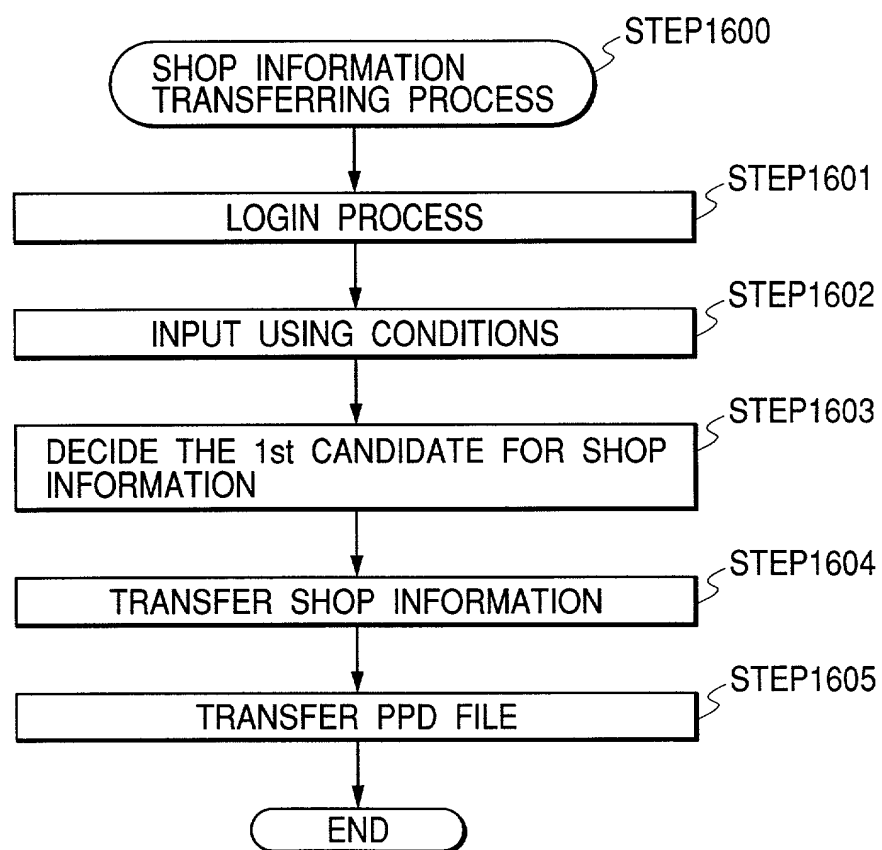 STEP1600
SHOP INFORMATION
TRANSFERRING PROCESS
STEP1601
LOGIN PROCESS
STEP1602
INPUT USING CONDITIONS
STEP1603
DECIDE THE 1st CANDIDATE FOR SHOP
INFORMATION
STEP1604
TRANSFER SHOP INFORMATION
STEP1605
TRANSFER PPD FILE
END